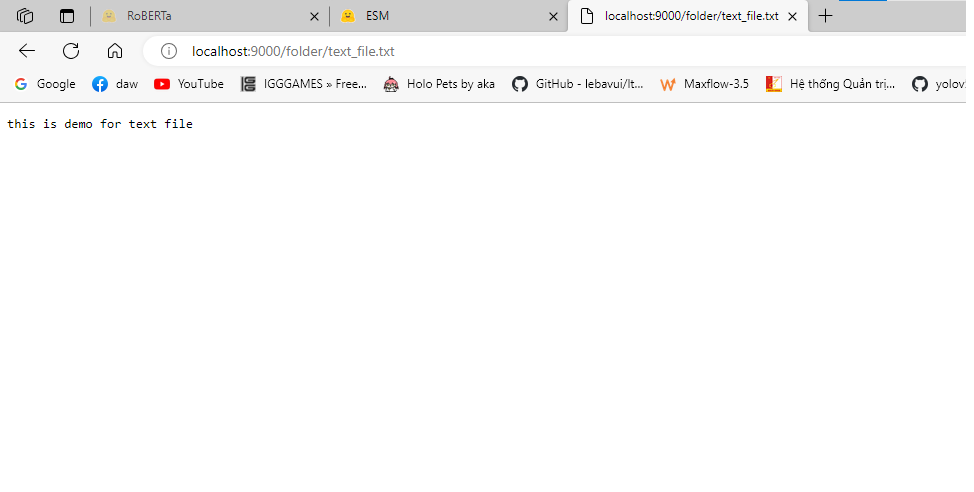 RoBERTa ESM localhost:9000/folder/text_file.txt
localhost:9000/folder/text_file.txt
Google daw YouTube IGGGAMES » Free... Holo Pets by aka GitHub - lebavui/lt... Maxflow-3.5 Hệ thống Quản trị... yolov
this is demo for text file